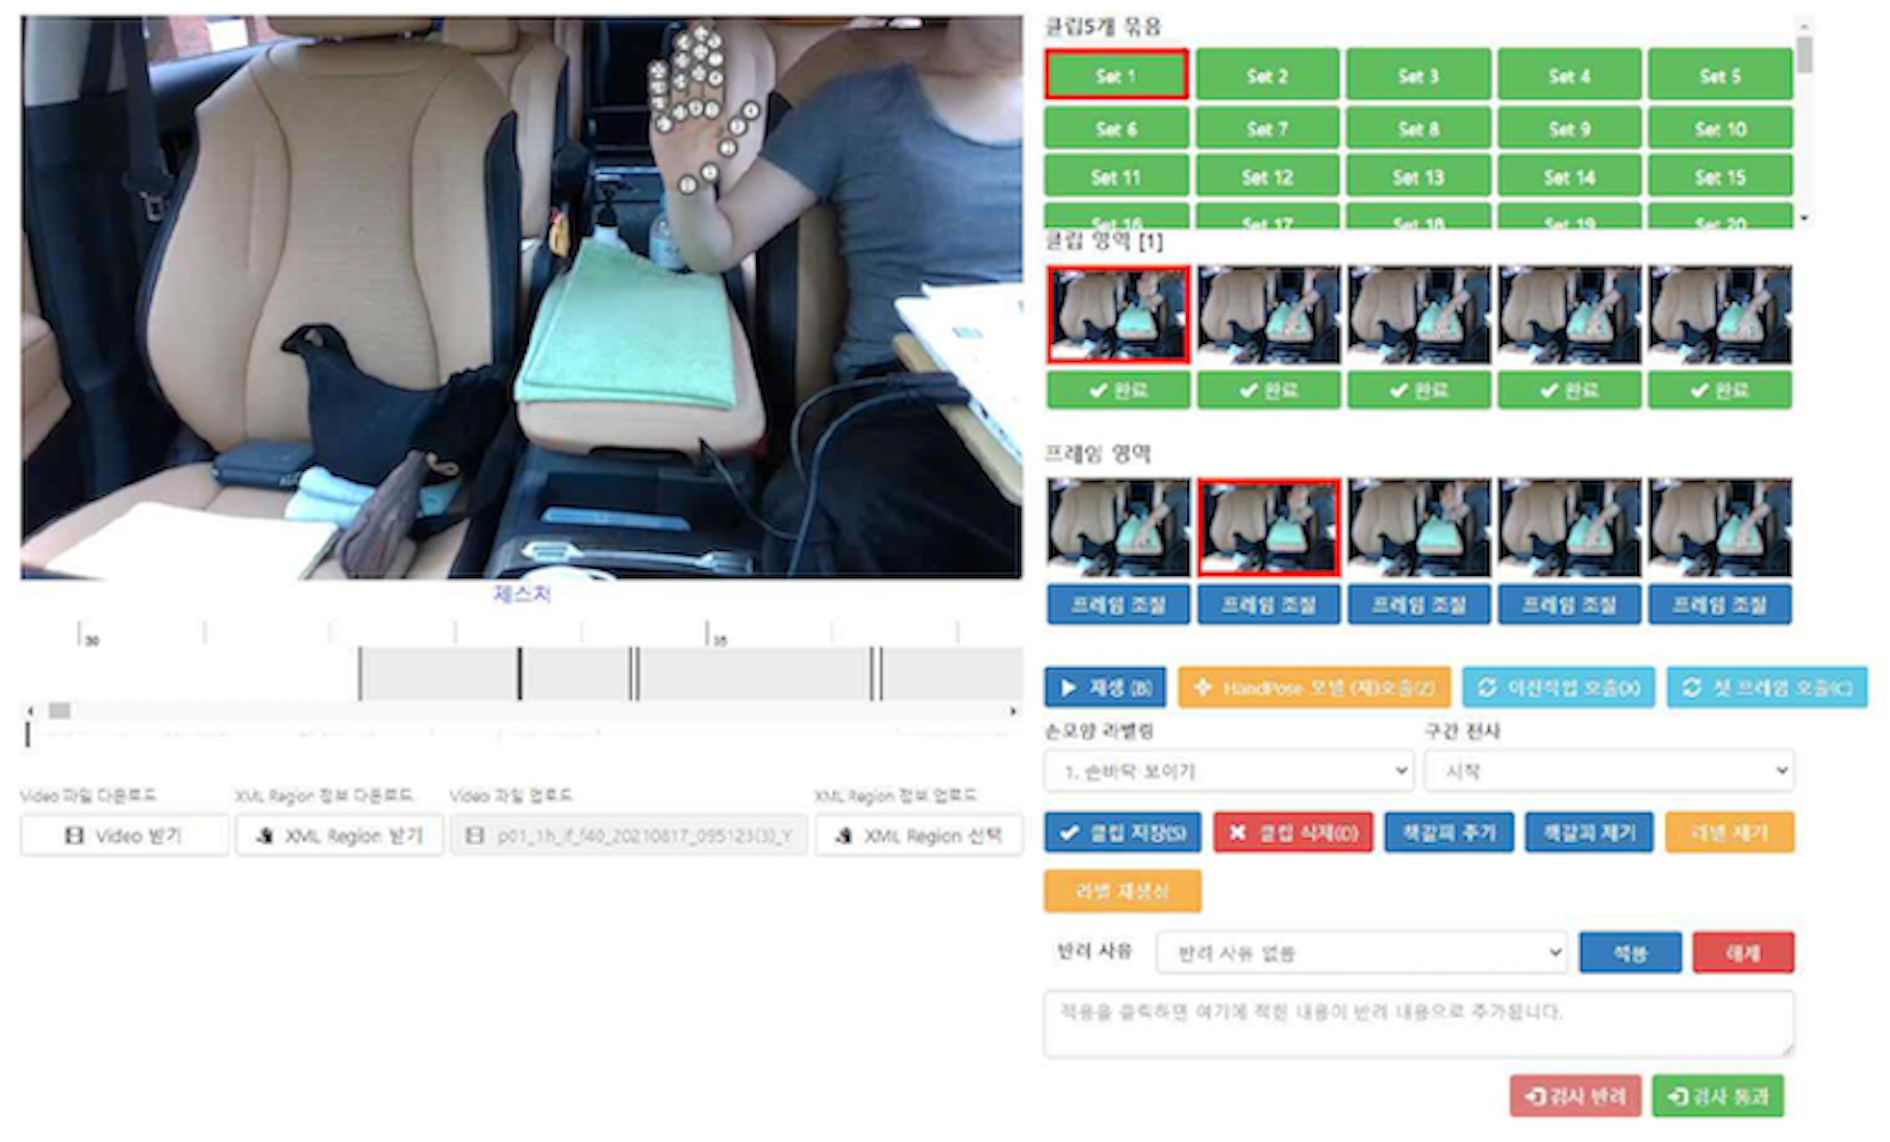 클립5개 묶음
Set 1 Set 2 Set 3 Set 4 Set 5
Set 6 Set 7 Set 8 Set 9 Set 10
Set 11 Set 12 Set 13 Set 14 Set 15
Set 16 Set 17 Set 18 Set 19 Set 20
클립 영역 [1]
완료 완료 완료 완료 완료
프레임 영역
프레임 조절 프레임 조절 프레임 조절 프레임 조절 프레임 조절
제스처
30 35
재생 (B) HandPose 모델 (재)호출(Z) 이전작업 호출(X) 첫 프레임 호출(C)
손모양 라벨링 구간 전사
1. 손바닥 보이기 시작
Video 파일 다운로드 XML Region 정보 다운로드 Video 파일 업로드 XML Region 정보 업로드
Video 받기 XML Region 받기 p01_1h_if_f40_20210817_095123(3)_Y XML Region 선택
클립 저장(S) 클립 삭제(D) 책갈피 추가 책갈피 제거 라벨 제거
라벨 재생성
반려 사유 반려 사유 없음 적용 해제
적용을 클릭하면 여기에 적힌 내용이 반려 내용으로 추가됩니다.
검사 반려 검사 통과